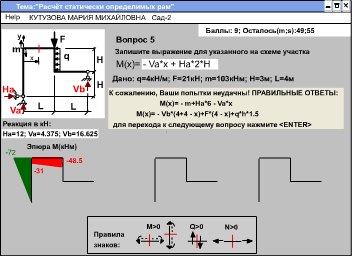 Тема:"Расчёт статически определимых рам"
Help КУТУЗОВА МАРИЯ МИХАЙЛОВНА Сад-2
Баллы: 9; Осталось(m;s):49;55
Вопрос 5
Запишите выражение для указанного на схеме участка
M(x)= - Va*x + Ha*2*H
Дано: q=4кН/м; F=21кН; m=103кНм; H=3м; L=4м
К сожалению, Ваши попытки неудачны! ПРАВИЛЬНЫЕ ОТВЕТЫ:
M(x)= - m+Ha*6 - Va*x
M(x)= - Vb*(4+4 - x)+F*(4 - x)+q*h*1.5
для перехода к следующему вопросу нажмите <ENTER>
y
F
m
x
q
H
Vb
H
Ha
Va
L
L
x
Реакция в кН:
Ha=12; Va=4.375; Vb=16.625
Эпюра М(кНм)
-72
-48.5
-31
Правила знаков:
M>0
Q>0
N>0